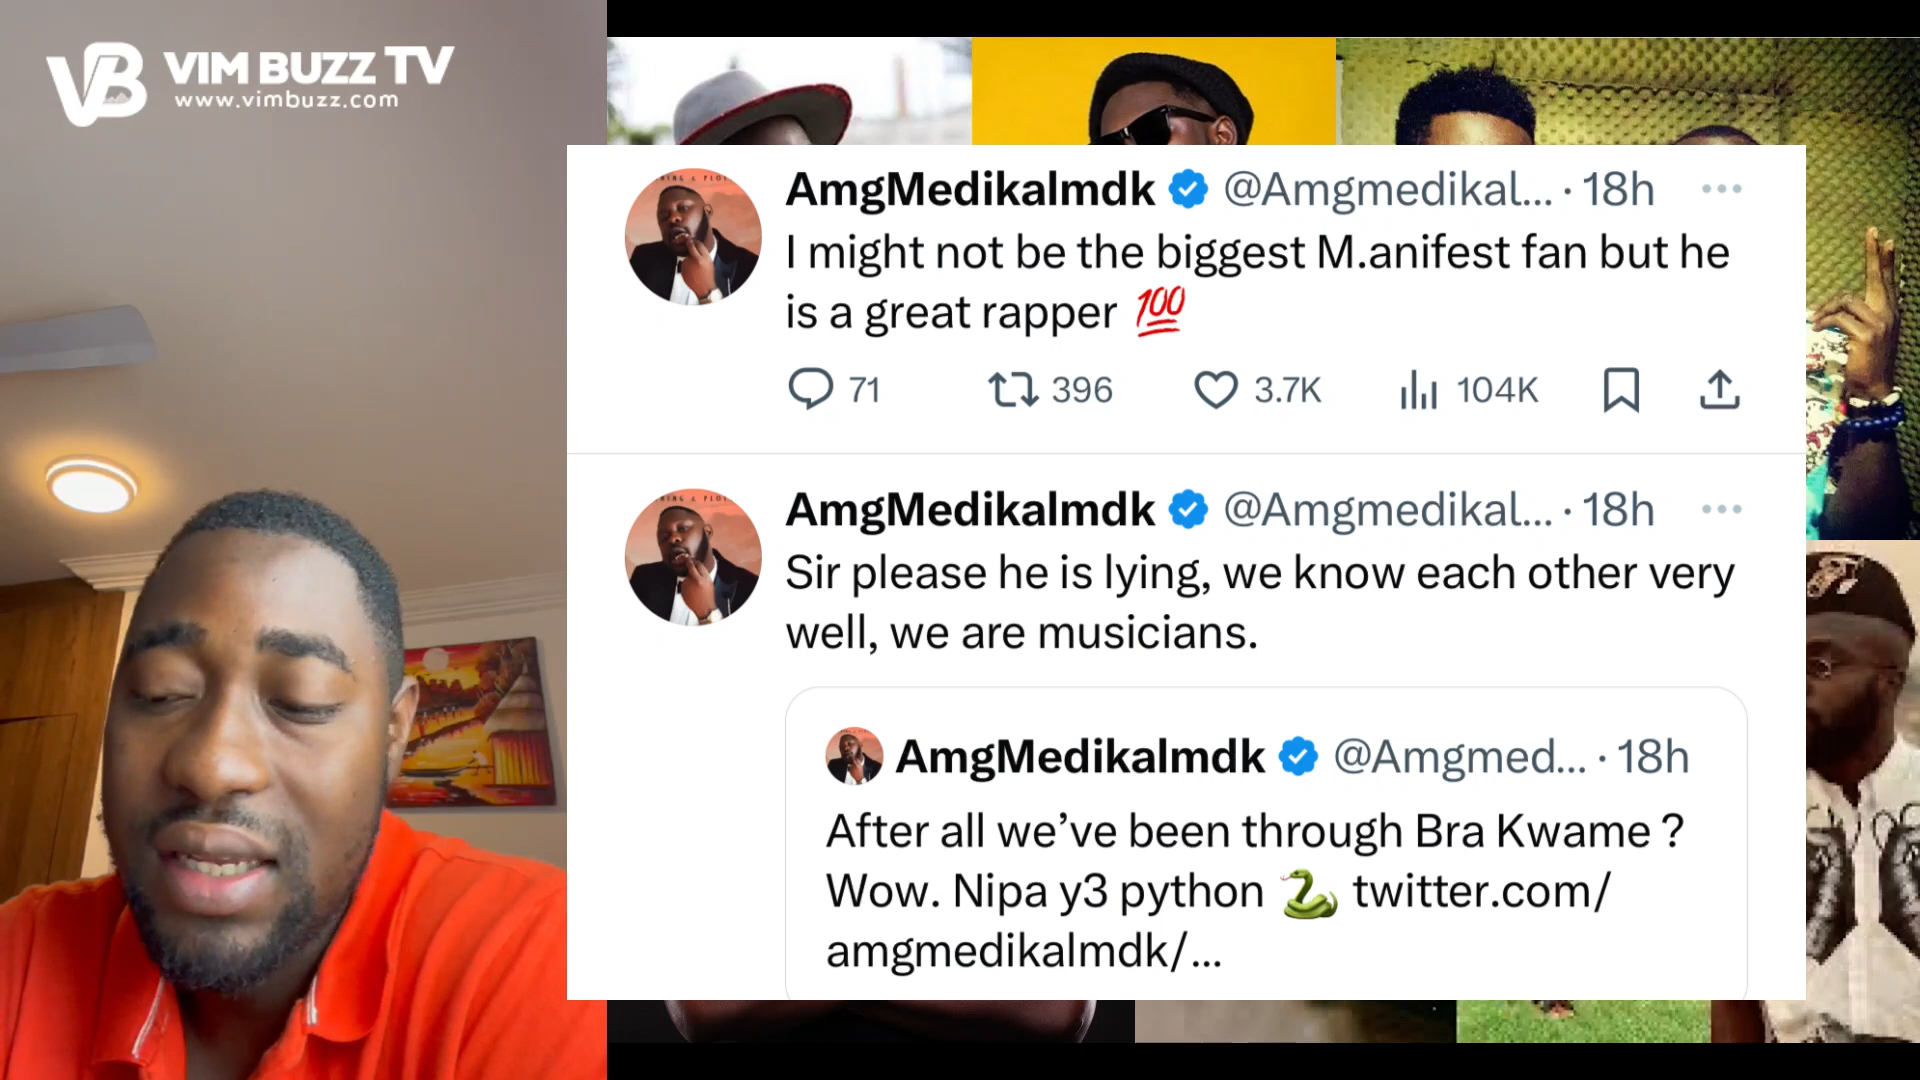 VB VIM BUZZ TV
www.vimbuzz.com
AmgMedikalmdk @Amgmedikal... · 18h
I might not be the biggest M.anifest fan but he
is a great rapper 💯
71 396 3.7K 104K
AmgMedikalmdk @Amgmedikal... · 18h
Sir please he is lying, we know each other very
well, we are musicians.
AmgMedikalmdk @Amgmed... · 18h
After all we’ve been through Bra Kwame ?
Wow. Nipa y3 python 🐍 twitter.com/
amgmedikalmdk/...